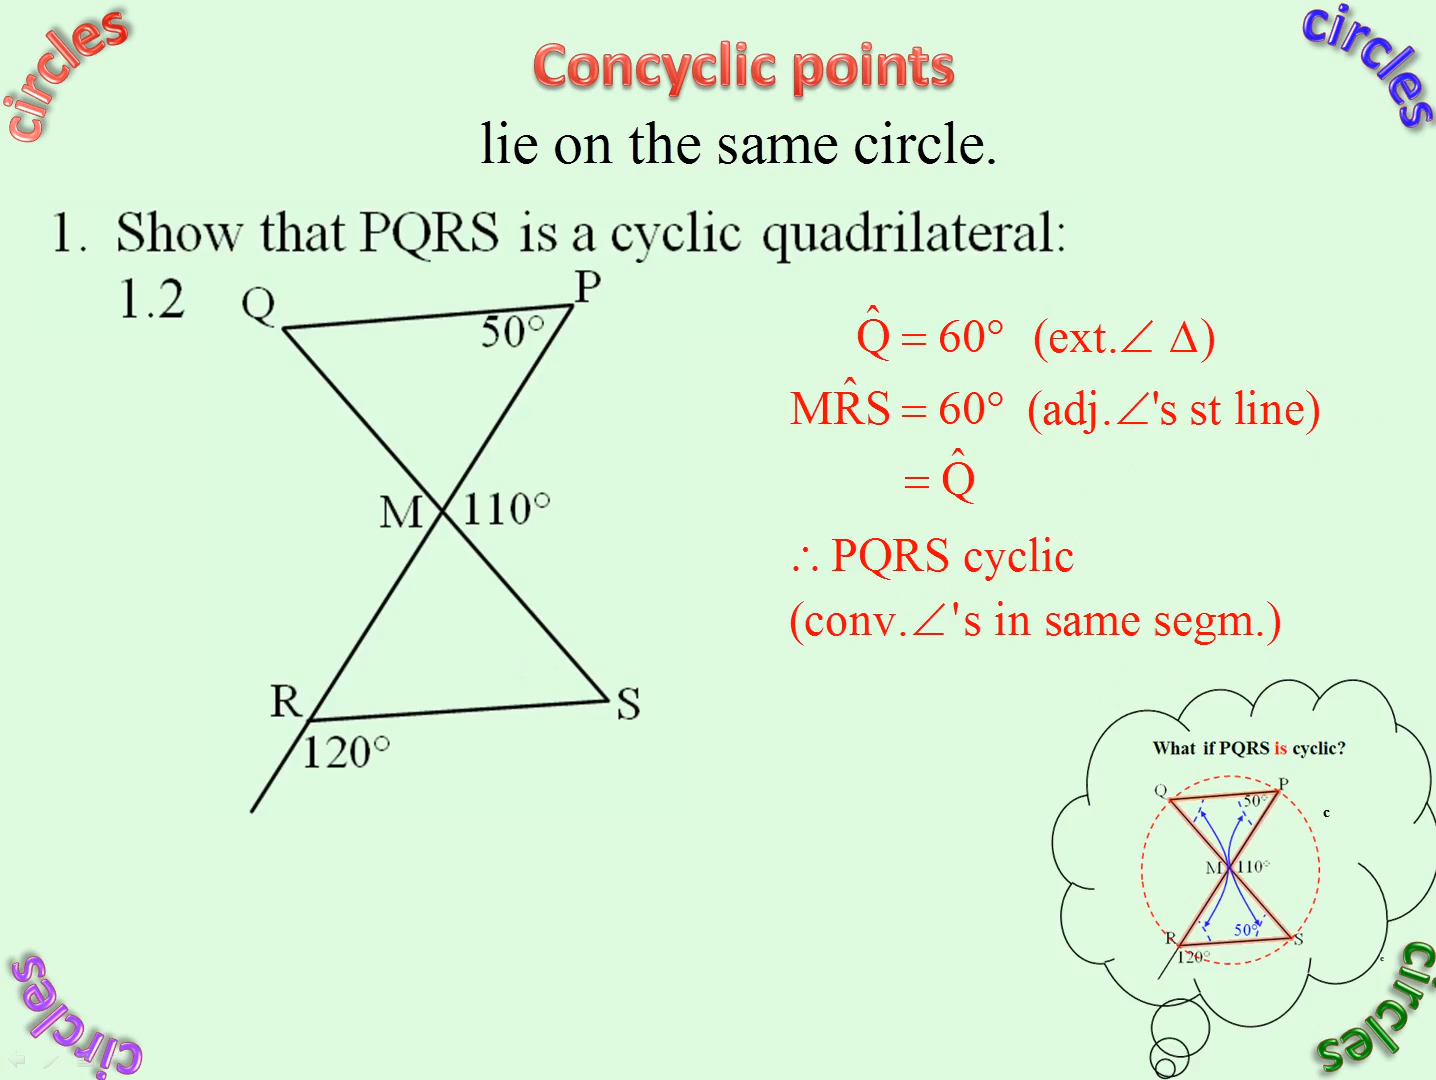 circles
circles
Concyclic points
lie on the same circle.
1. Show that PQRS is a cyclic quadrilateral:
1.2
Q
P
50°
M 110°
R
S
120°
Q̂ = 60° (ext.∠ Δ)
MR̂S = 60° (adj.∠'s st line)
= Q̂
∴ PQRS cyclic
(conv.∠'s in same segm.)
What if PQRS is cyclic?
Q
P
50°
c
M 110°
50°
R
S
120°
c
circles
circles